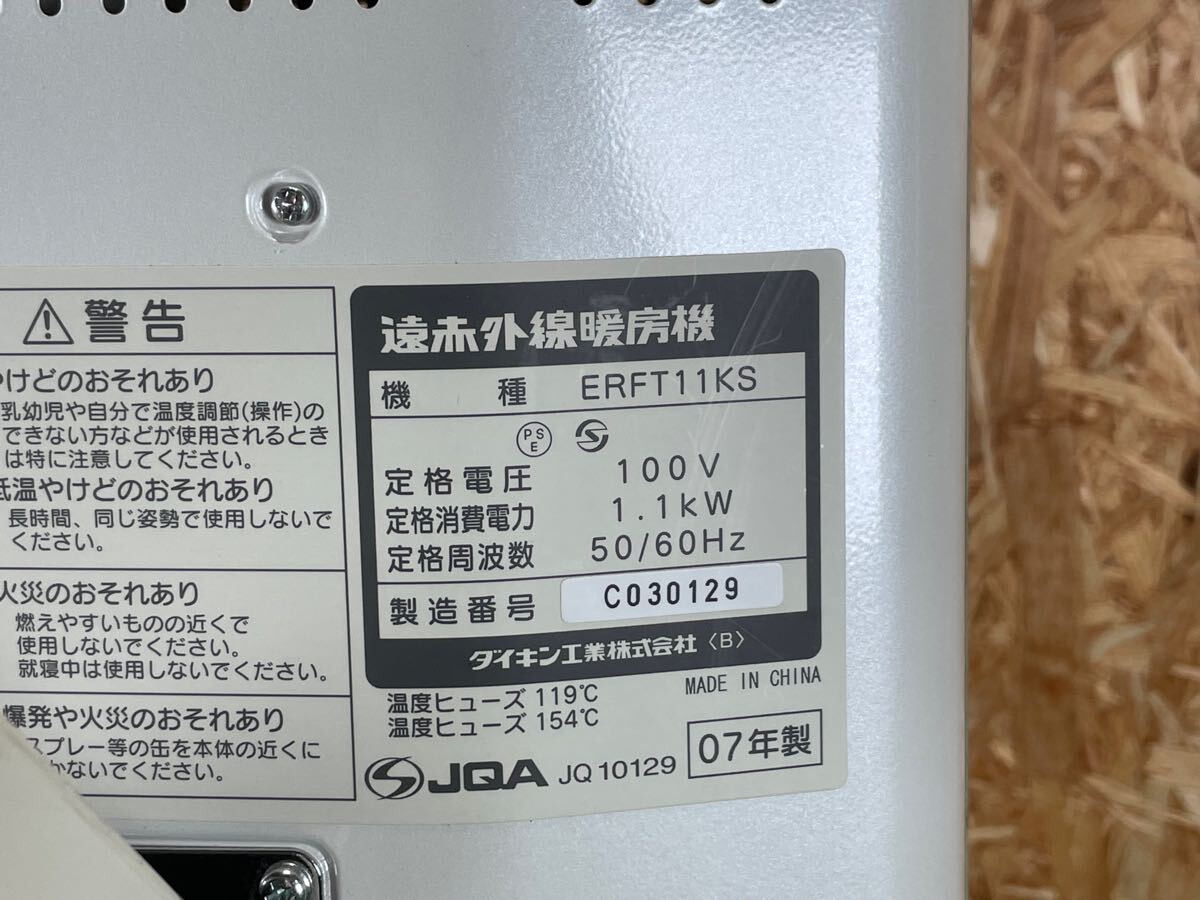 警告
やけどのおそれあり
乳幼児や自分で温度調節(操作)の
できない方などが使用されるとき
は特に注意してください。
低温やけどのおそれあり
長時間、同じ姿勢で使用しないで
ください。
火災のおそれあり
燃えやすいものの近くで
使用しないでください。
就寝中は使用しないでください。
爆発や火災のおそれあり
スプレー等の缶を本体の近くに
かないでください。
遠赤外線暖房機
機種 ERFT11KS
PSE
定格電圧 100V
定格消費電力 1.1kW
定格周波数 50/60Hz
製造番号 C030129
ダイキン工業株式会社 〈B〉
温度ヒューズ 119℃
MADE IN CHINA
温度ヒューズ 154℃
JQA JQ10129
07年製